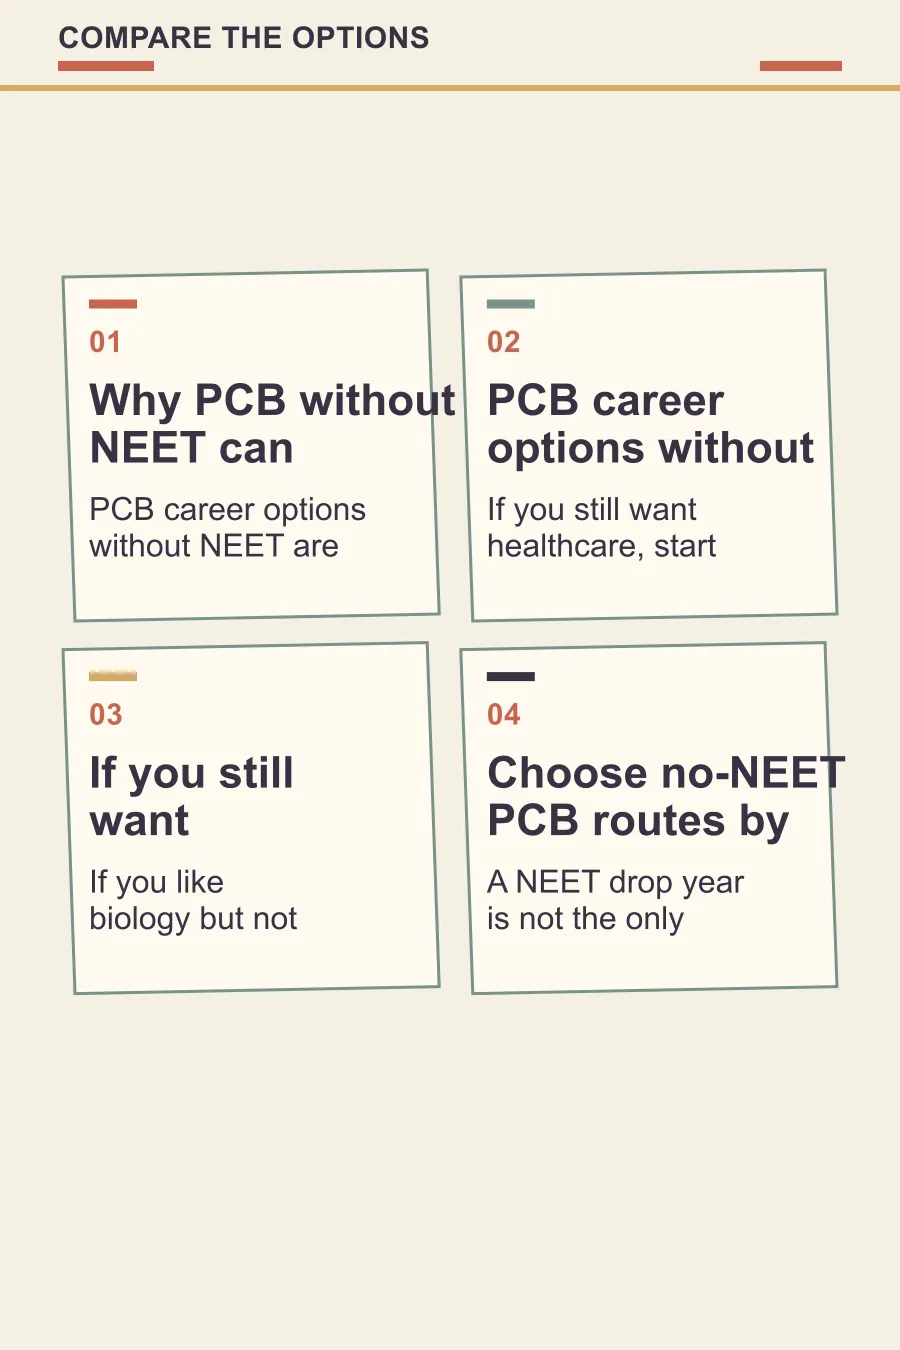 COMPARE THE OPTIONS
01
Why PCB without
NEET can
PCB career options
without NEET are
02
PCB career
options without
If you still want
healthcare, start
03
If you still
want
If you like
biology but not
04
Choose no-NEET
PCB routes by
A NEET drop year
is not the only